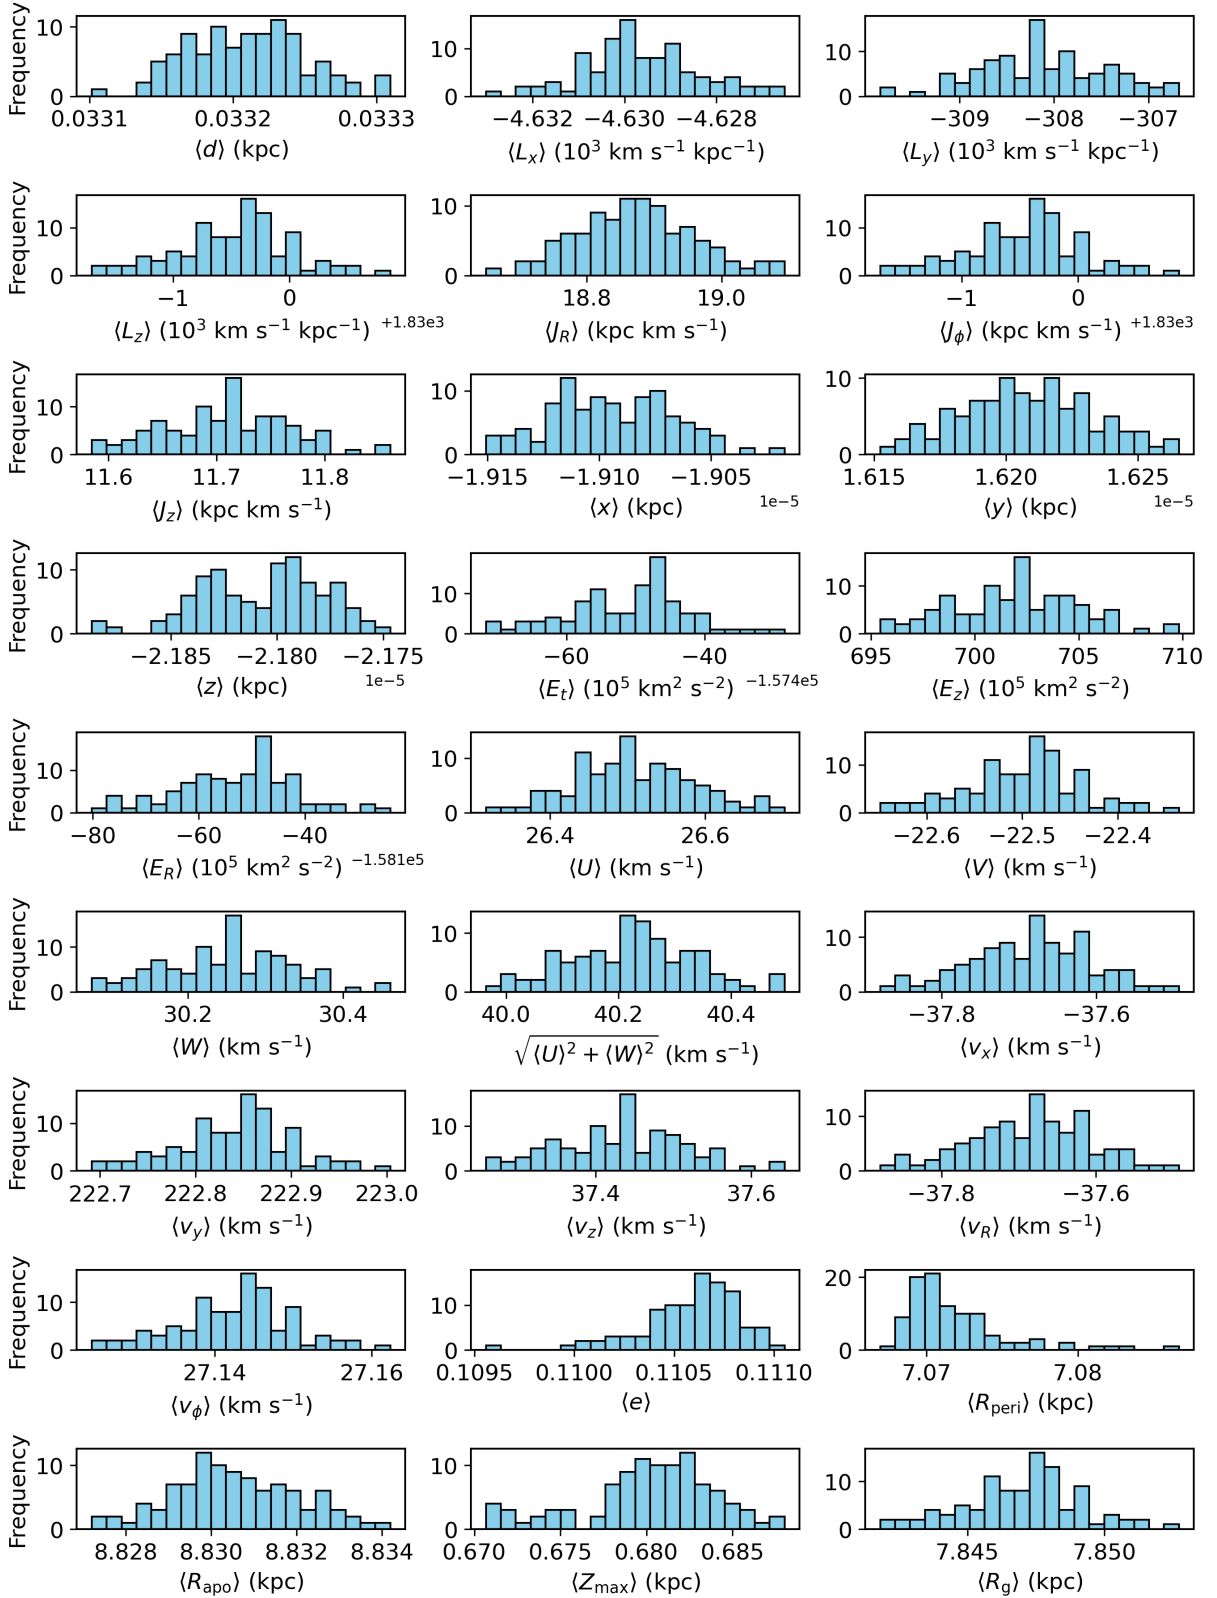 Frequency
0 10
0.0331 0.0332 0.0333
⟨d⟩ (kpc)
0 10
−4.632 −4.630 −4.628
⟨Lₓ⟩ (10³ km s⁻¹ kpc⁻¹)
0 10
−309 −308 −307
⟨L_y⟩ (10³ km s⁻¹ kpc⁻¹)
Frequency
0 10
−1 0
⟨L_z⟩ (10³ km s⁻¹ kpc⁻¹) +1.83e3
0 10
18.8 19.0
⟨J_R⟩ (kpc km s⁻¹)
0 10
−1 0
⟨J_ϕ⟩ (kpc km s⁻¹) +1.83e3
Frequency
0 10
11.6 11.7 11.8
⟨J_z⟩ (kpc km s⁻¹)
0 10
−1.915 −1.910 −1.905
⟨x⟩ (kpc) 1e-5
0 5 10
1.615 1.620 1.625
⟨y⟩ (kpc) 1e-5
Frequency
0 10
−2.185 −2.180 −2.175
⟨z⟩ (kpc) 1e-5
0 10
−60 −40
⟨E_t⟩ (10⁵ km² s⁻²) −1.574e5
0 10
695 700 705 710
⟨E_z⟩ (10⁵ km² s⁻²)
Frequency
0 10
−80 −60 −40
⟨E_R⟩ (10⁵ km² s⁻²) −1.581e5
0 10
26.4 26.6
⟨U⟩ (km s⁻¹)
0 10
−22.6 −22.5 −22.4
⟨V⟩ (km s⁻¹)
Frequency
0 10
30.2 30.4
⟨W⟩ (km s⁻¹)
0 10
40.0 40.2 40.4
√⟨U⟩² + ⟨W⟩² (km s⁻¹)
0 10
−37.8 −37.6
⟨vₓ⟩ (km s⁻¹)
Frequency
0 10
222.7 222.8 222.9 223.0
⟨v_y⟩ (km s⁻¹)
0 10
37.4 37.6
⟨v_z⟩ (km s⁻¹)
0 10
−37.8 −37.6
⟨v_R⟩ (km s⁻¹)
Frequency
0 10
27.14 27.16
⟨v_ϕ⟩ (km s⁻¹)
0 10
0.1095 0.1100 0.1105 0.1110
⟨e⟩
0 10 20
7.07 7.08
⟨R_peri⟩ (kpc)
Frequency
0 10
8.828 8.830 8.832 8.834
⟨R_apo⟩ (kpc)
0 10
0.670 0.675 0.680 0.685
⟨Z_max⟩ (kpc)
0 10
7.845 7.850
⟨R_g⟩ (kpc)